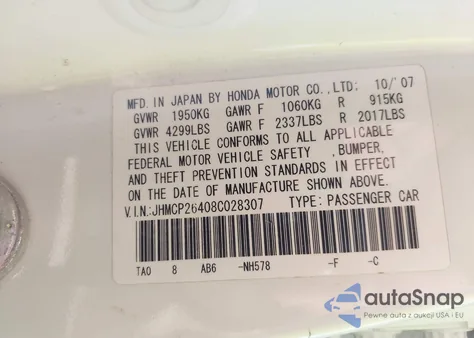 MFD. IN JAPAN BY HONDA MOTOR CO., LTD: 10/'07
GVWR 1950KG GAWR F 1060KG R 915KG
GVWR 4299LBS GAWR F 2337LBS R 2017LBS
THIS VEHICLE CONFORMS TO ALL APPLICABLE
FEDERAL MOTOR VEHICLE SAFETY ,BUMPER,
AND THEFT PREVENTION STANDARDS IN EFFECT
ON THE DATE OF MANUFACTURE SHOWN ABOVE.
V.I.N:JHMCP26408C028307 TYPE: PASSENGER CAR
TA0 8 AB6 -NH578 -F -C
autoSnap
Pewne auta z aukcji USA i EU